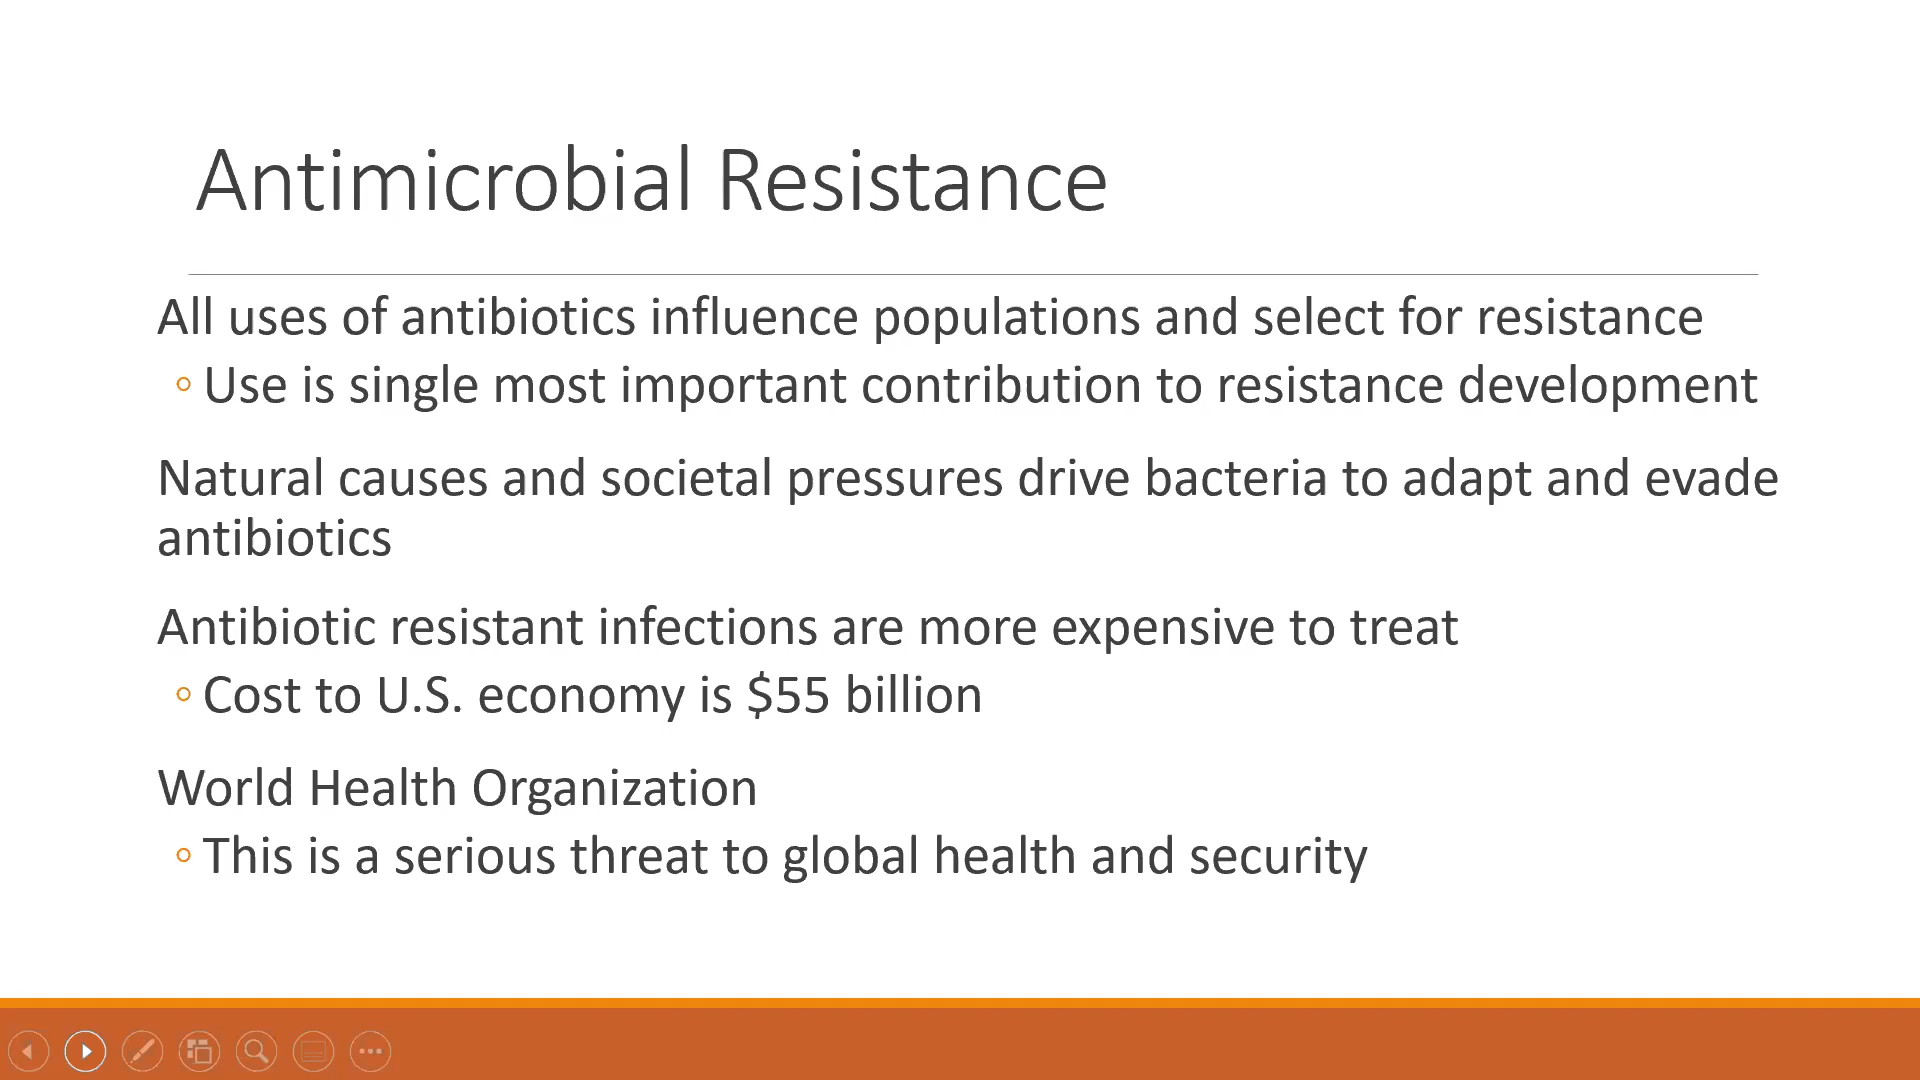 Antimicrobial Resistance
All uses of antibiotics influence populations and select for resistance
◦ Use is single most important contribution to resistance development
Natural causes and societal pressures drive bacteria to adapt and evade
antibiotics
Antibiotic resistant infections are more expensive to treat
◦ Cost to U.S. economy is $55 billion
World Health Organization
◦ This is a serious threat to global health and security